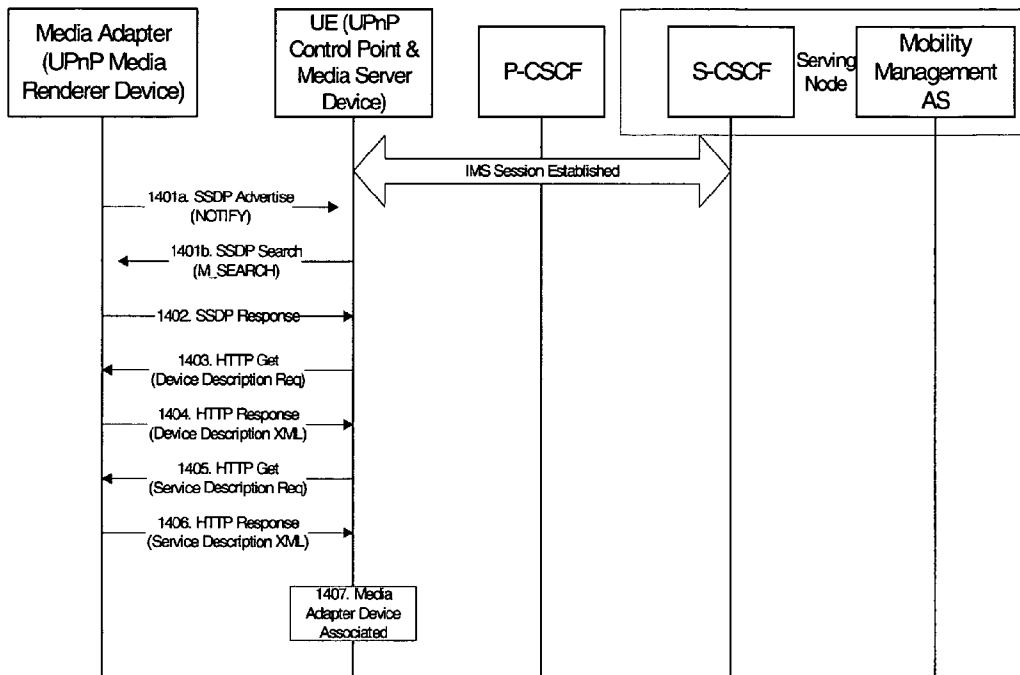 Media Adapter
(UPnP Media
Renderer Device)
UE (UPnP
Control Point &
Media Server
Device)
P-CSCF
S-CSCF
Serving
Node
Mobility
Management
AS
IMS Session Established
1401a. SSDP Advertise
(NOTIFY)
1401b. SSDP Search
(M_SEARCH)
1402. SSDP Response
1403. HTTP Get
(Device Description Req)
1404. HTTP Response
(Device Description XML)
1405. HTTP Get
(Service Description Req)
1406. HTTP Response
(Service Description XML)
1407. Media
Adapter Device
Associated